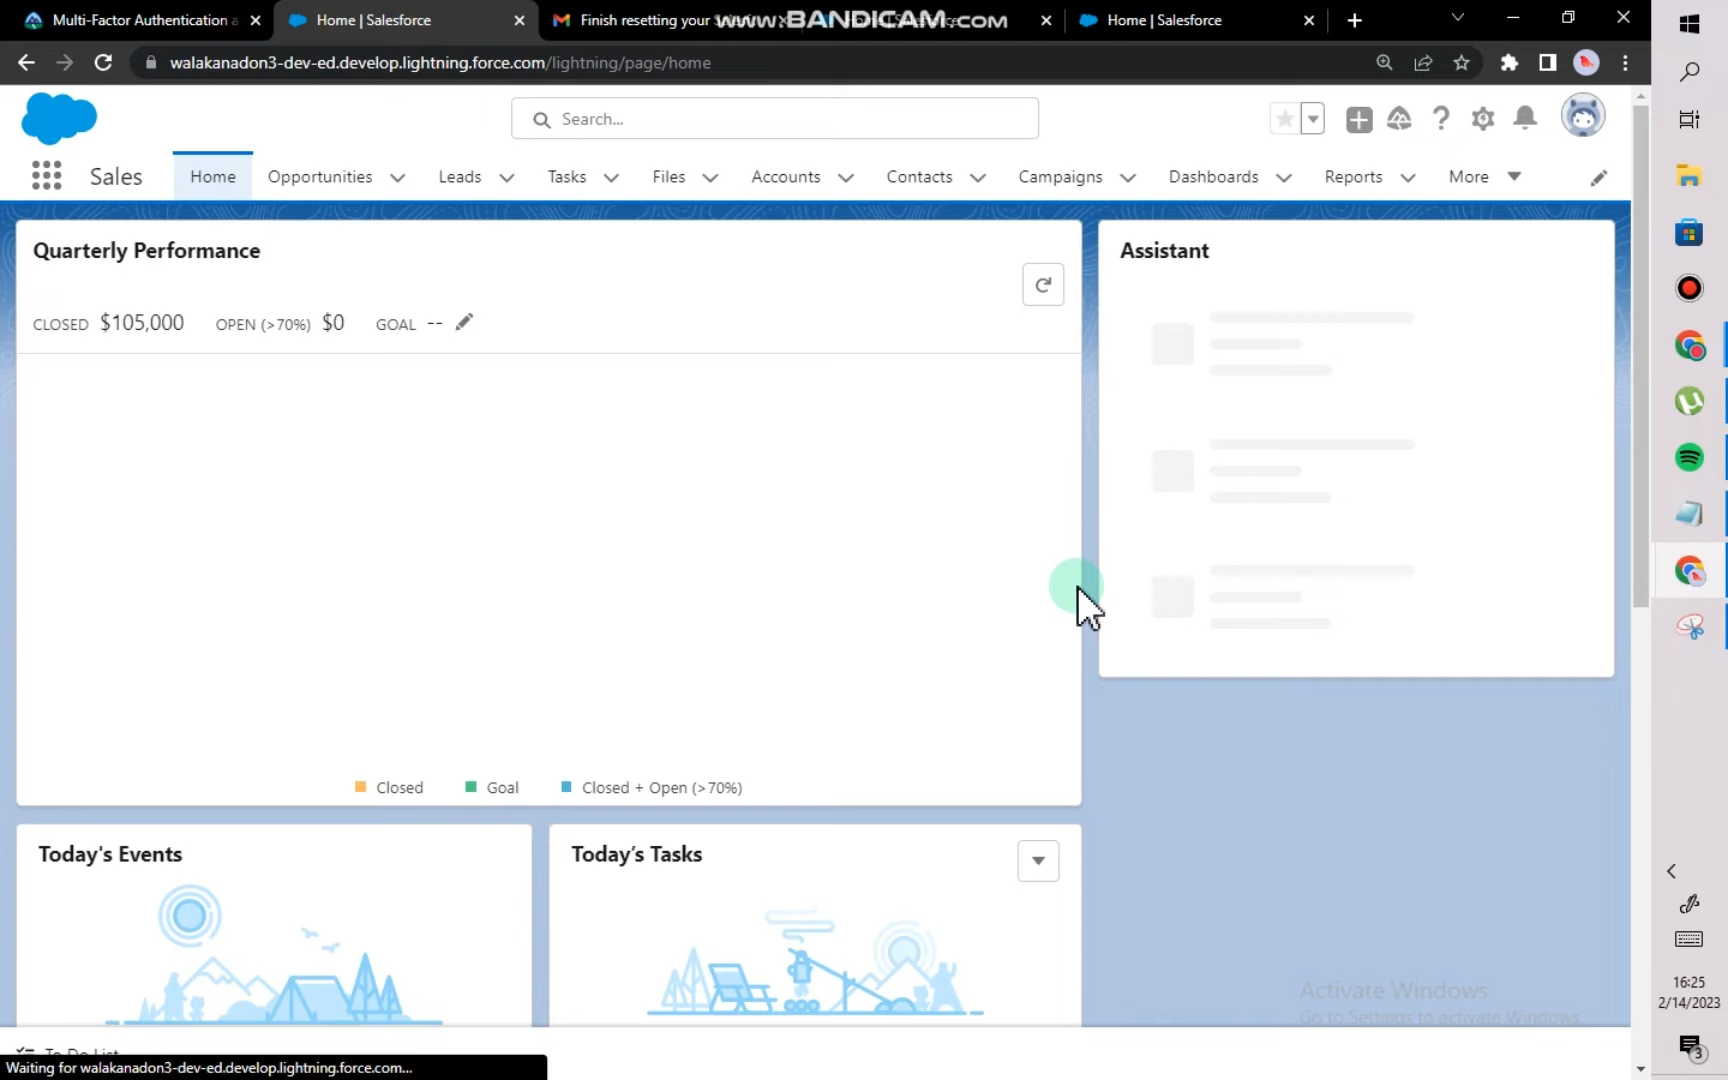 Multi-Factor Authentication a
Home | Salesforce
Finish resetting your
www.BANDICAM.com
Home | Salesforce
walakanadon3-dev-ed.develop.lightning.force.com/lightning/page/home
Search...
Sales
Home
Opportunities
Leads
Tasks
Files
Accounts
Contacts
Campaigns
Dashboards
Reports
More
Quarterly Performance
Assistant
CLOSED $105,000 OPEN (>70%) $0 GOAL --
Closed
Goal
Closed + Open (>70%)
Today's Events
Today’s Tasks
Activate Windows
Go to Settings to activate Windows.
To Do List
Waiting for walakanadon3-dev-ed.develop.lightning.force.com...
16:25
2/14/2023
3